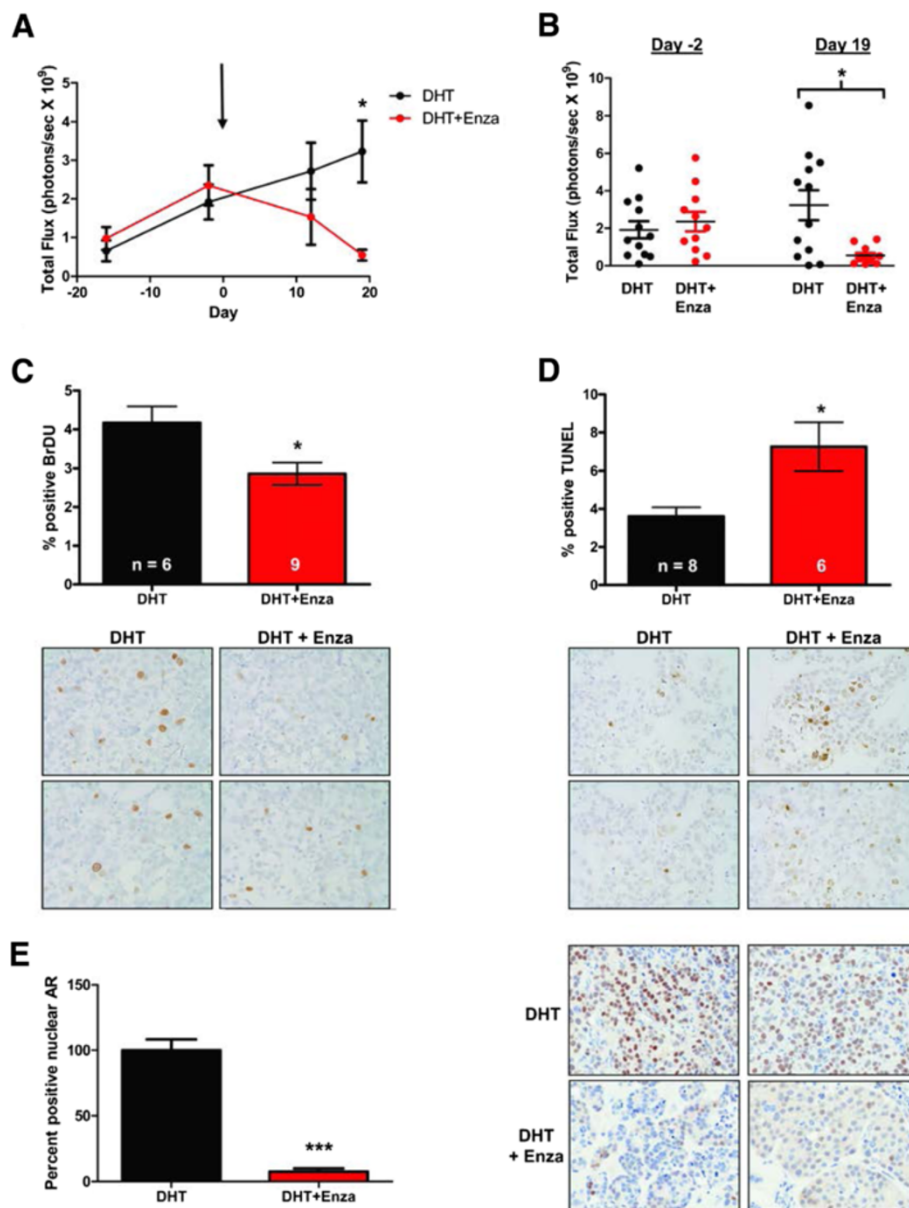 A
Total Flux (photons/sec X 10⁹)
5
4
3
2
1
0
-20
-10
0
10
20
Day
*
DHT
DHT+Enza
B
Day -2
Day 19
*
Total Flux (photons/sec X 10⁹)
10
8
6
4
2
0
DHT
DHT+
Enza
DHT
DHT+
Enza
C
% positive BrDU
5
4
3
2
1
0
*
n = 6
9
DHT
DHT+Enza
DHT
DHT + Enza
D
% positive TUNEL
10
8
6
4
2
0
*
n = 8
6
DHT
DHT+Enza
DHT
DHT + Enza
E
Percent positive nuclear AR
150
100
50
0
***
DHT
DHT+Enza
DHT
DHT
+ Enza